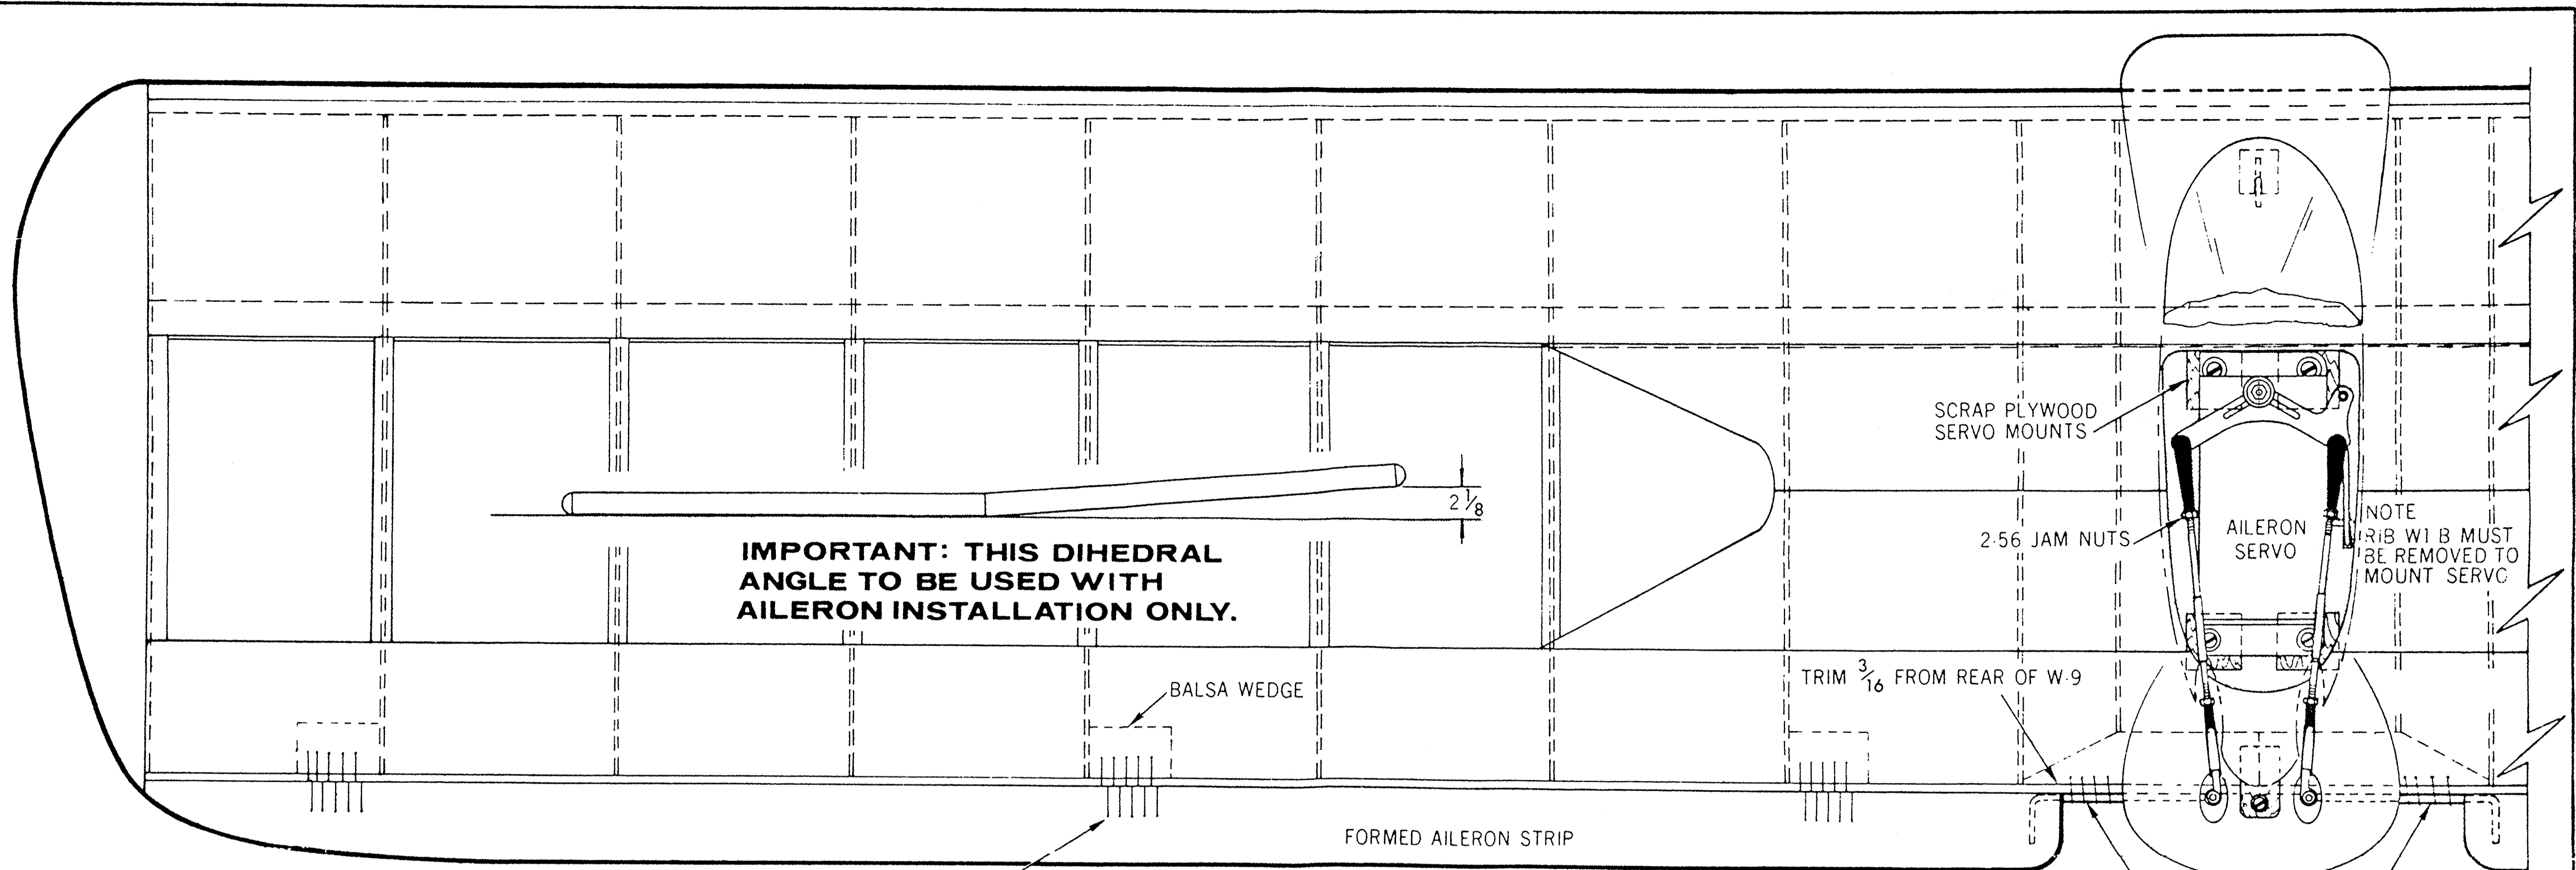 SCRAP PLYWOOD
SERVO MOUNTS
2 1/8
2-56 JAM NUTS
AILERON
SERVO
NOTE
RIB W1 B MUST
BE REMOVED TO
MOUNT SERVO
IMPORTANT: THIS DIHEDRAL
ANGLE TO BE USED WITH
AILERON INSTALLATION ONLY.
BALSA WEDGE
TRIM 3/16 FROM REAR OF W-9
FORMED AILERON STRIP